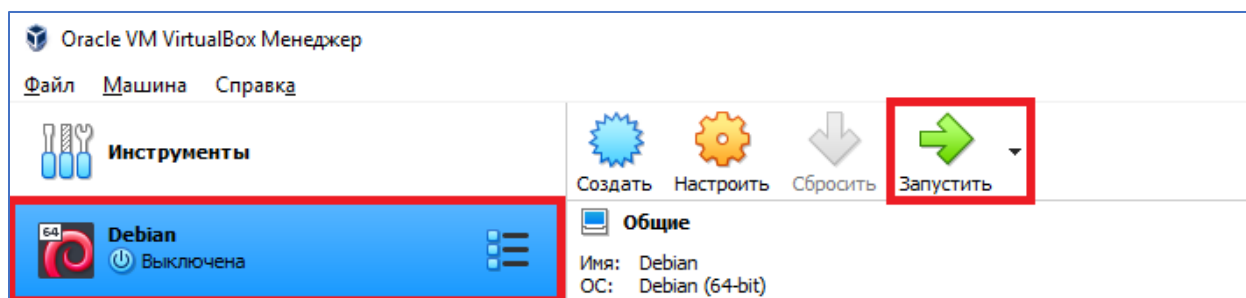 Oracle VM VirtualBox Менеджер
Файл Машина Справка
Инструменты
Создать Настроить Сбросить Запустить
64
Debian
Выключена
Общие
Имя: Debian
ОС: Debian (64-bit)